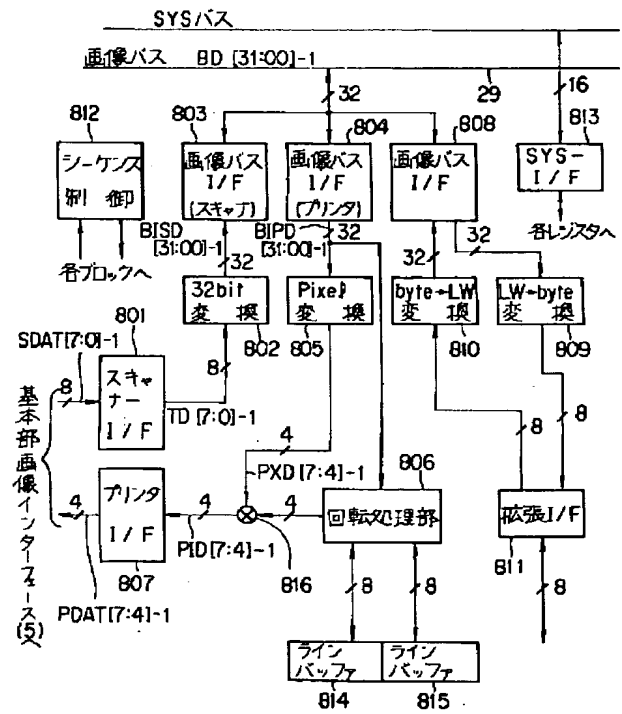 SYSバス
画像バス BD [31:00]-1
32
29
16
812
803
804
808
813
シーケンス
制御
画像バス
I/F
(スキャナ)
画像バス
I/F
(プリンタ)
画像バス
I/F
SYS-
I/F
各ブロックへ
BISD
[31:00]-1
32
BIPD
[31:00]-1
32
32
32
各レジスタへ
32bit
変換
802
Pixel
変換
805
byte→LW
変換
810
LW→byte
変換
809
801
SDAT[7:0]-1
8
スキャ
ナー
I/F
TD[7:0]-1
8
4
PXD[7:4]-1
8
8
基本部画像インターフェース(5)へ
4
プリンタ
I/F
807
4
PID[7:4]-1
816
4
806
回転処理部
拡張I/F
811
PDAT[7:4]-1
8
8
8
ライン
バッファ
814
ライン
バッファ
815